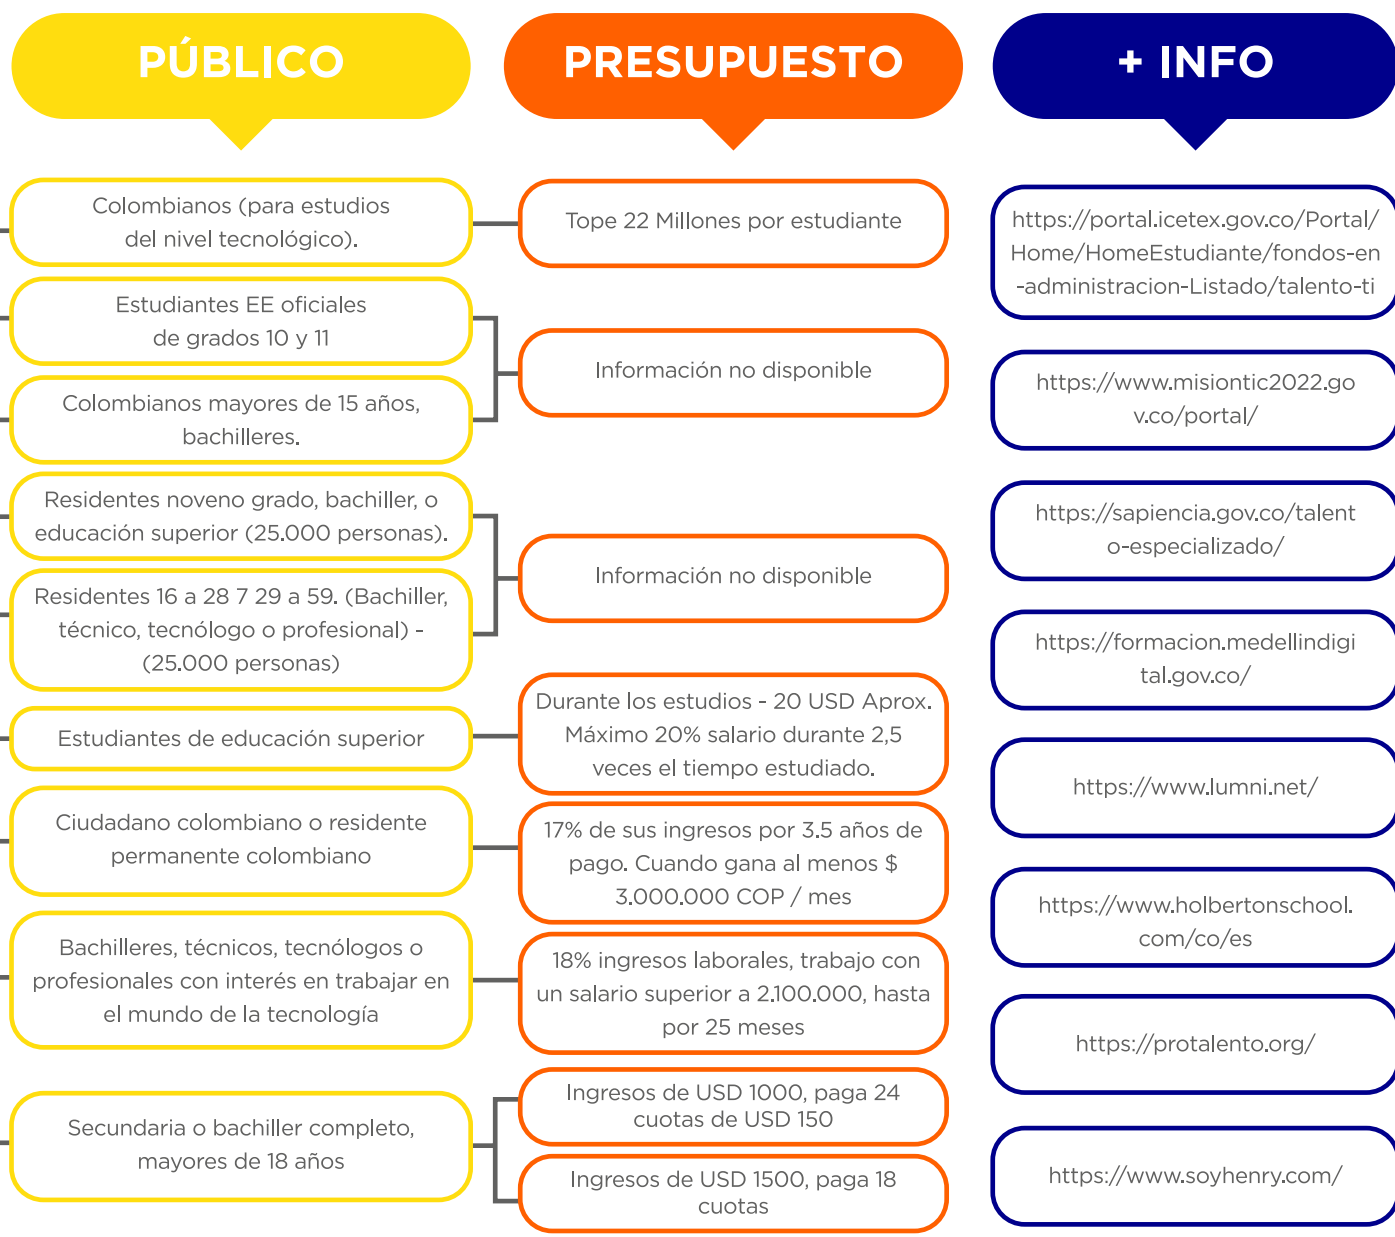 PÚBLICO
Colombianos (para estudios
del nivel tecnológico).
Estudiantes EE oficiales
de grados 10 y 11
Colombianos mayores de 15 años,
bachilleres.
Residentes noveno grado, bachiller, o
educación superior (25.000 personas).
Residentes 16 a 28 7 29 a 59. (Bachiller,
técnico, tecnólogo o profesional) -
(25.000 personas)
Estudiantes de educación superior
Ciudadano colombiano o residente
permanente colombiano
Bachilleres, técnicos, tecnólogos o
profesionales con interés en trabajar en
el mundo de la tecnología
Secundaria o bachiller completo,
mayores de 18 años
PRESUPUESTO
Tope 22 Millones por estudiante
Información no disponible
Información no disponible
Durante los estudios - 20 USD Aprox.
Máximo 20% salario durante 2,5
veces el tiempo estudiado.
17% de sus ingresos por 3.5 años de
pago. Cuando gana al menos $
3.000.000 COP / mes
18% ingresos laborales, trabajo con
un salario superior a 2.100.000, hasta
por 25 meses
Ingresos de USD 1000, paga 24
cuotas de USD 150
Ingresos de USD 1500, paga 18
cuotas
+ INFO
https://portal.icetex.gov.co/Portal/
Home/HomeEstudiante/fondos-en
-administracion-Listado/talento-ti
https://www.misiontic2022.go
v.co/portal/
https://sapiencia.gov.co/talent
o-especializado/
https://formacion.medellindigi
tal.gov.co/
https://www.lumni.net/
https://www.holbertonschool.
com/co/es
https://protalento.org/
https://www.soyhenry.com/